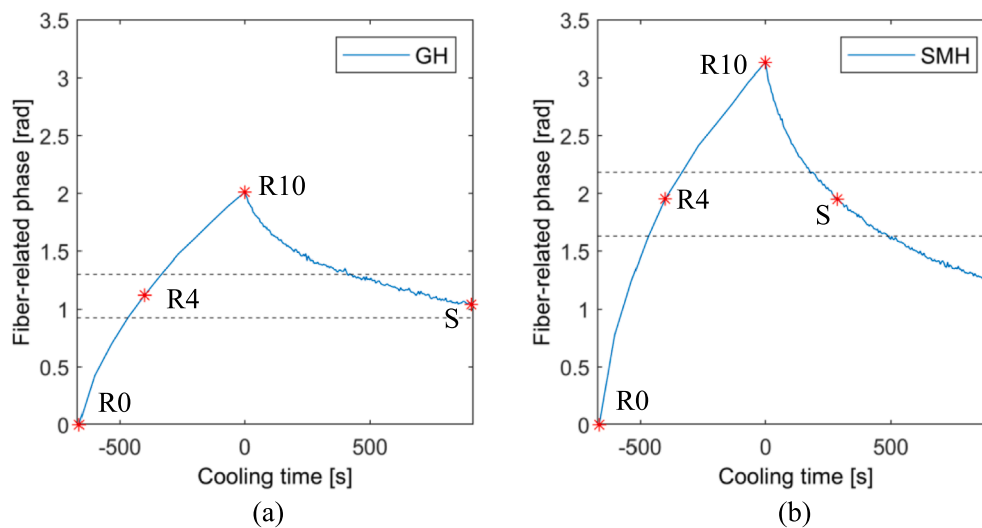 3.5
3
2.5
2
1.5
1
0.5
0
Fiber-related phase [rad]
GH
R10
R4
S
R0
-500 0 500
Cooling time [s]
(a)
3.5
3
2.5
2
1.5
1
0.5
0
Fiber-related phase [rad]
SMH
R10
R4
S
R0
-500 0 500
Cooling time [s]
(b)